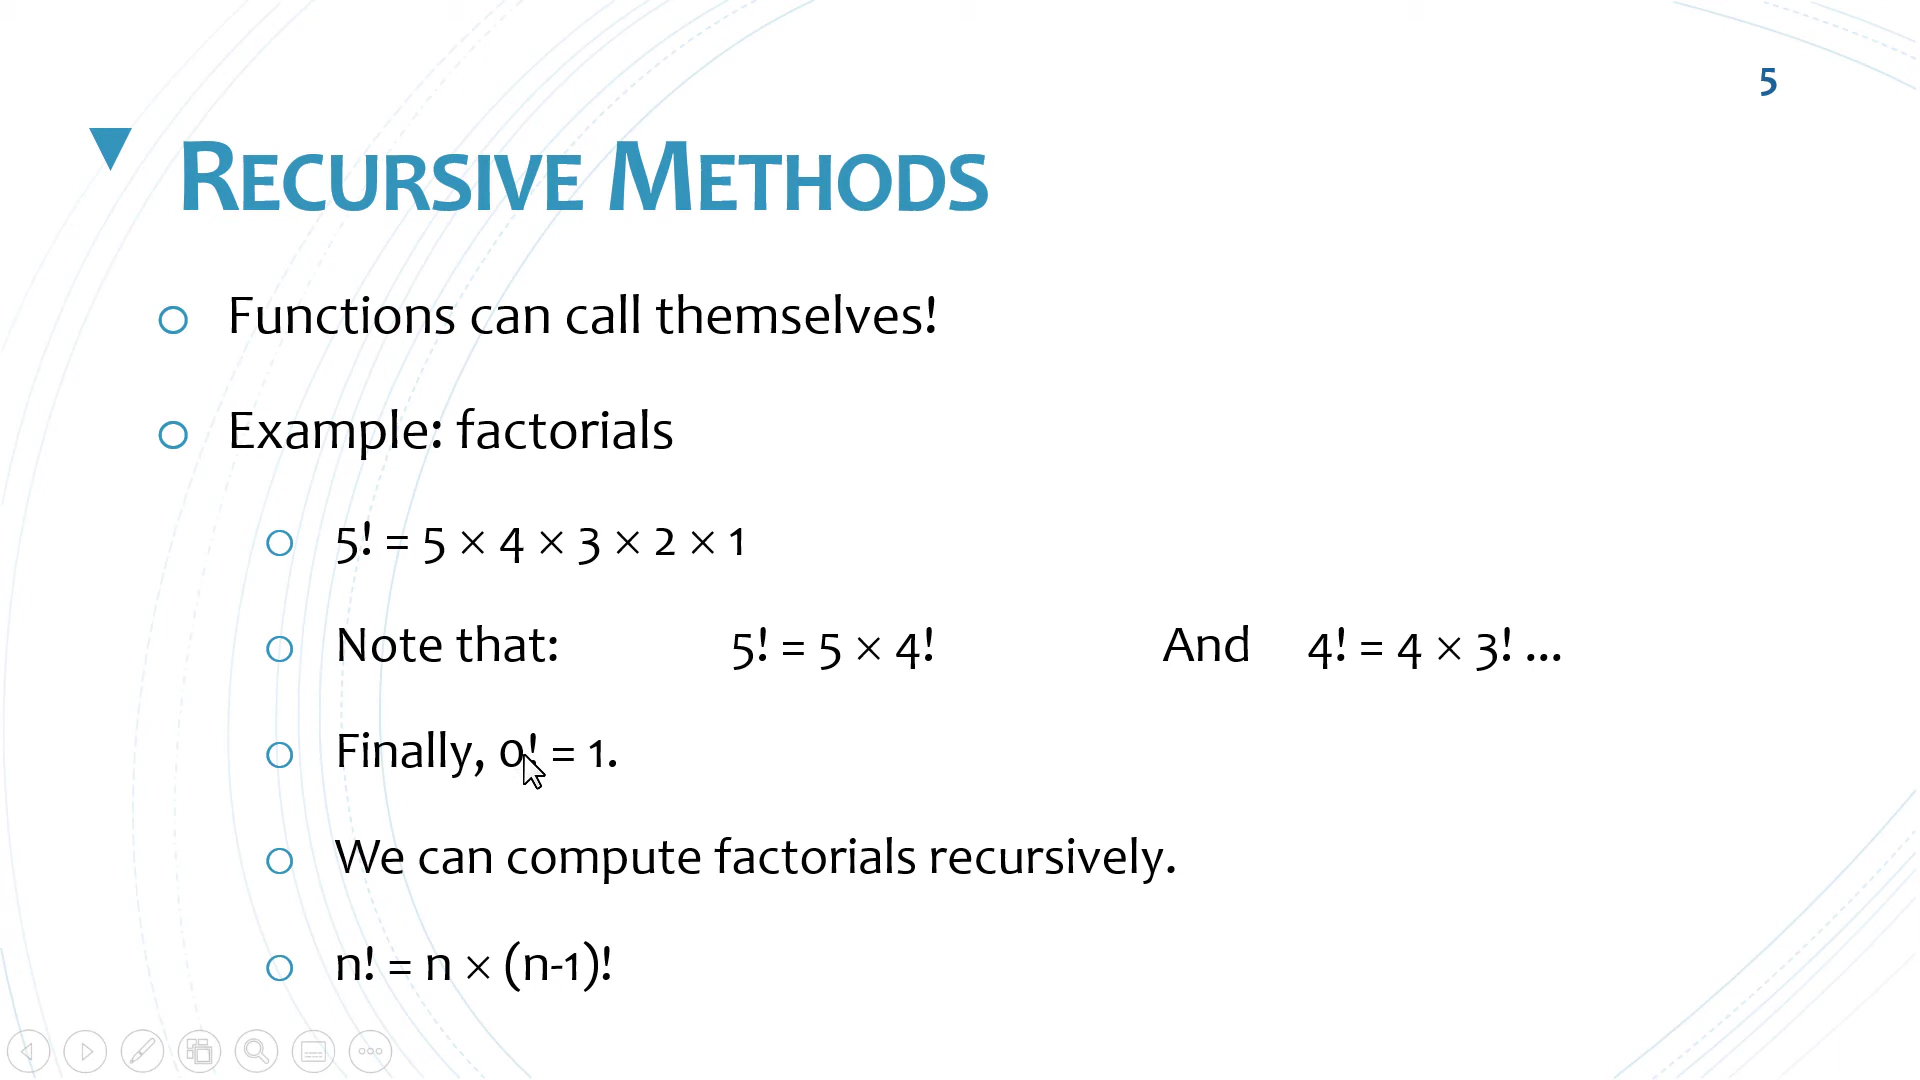 5
RECURSIVE METHODS
Functions can call themselves!
Example: factorials
5! = 5 × 4 × 3 × 2 × 1
Note that: 5! = 5 × 4! And 4! = 4 × 3! ...
Finally, 0! = 1.
We can compute factorials recursively.
n! = n × (n-1)!